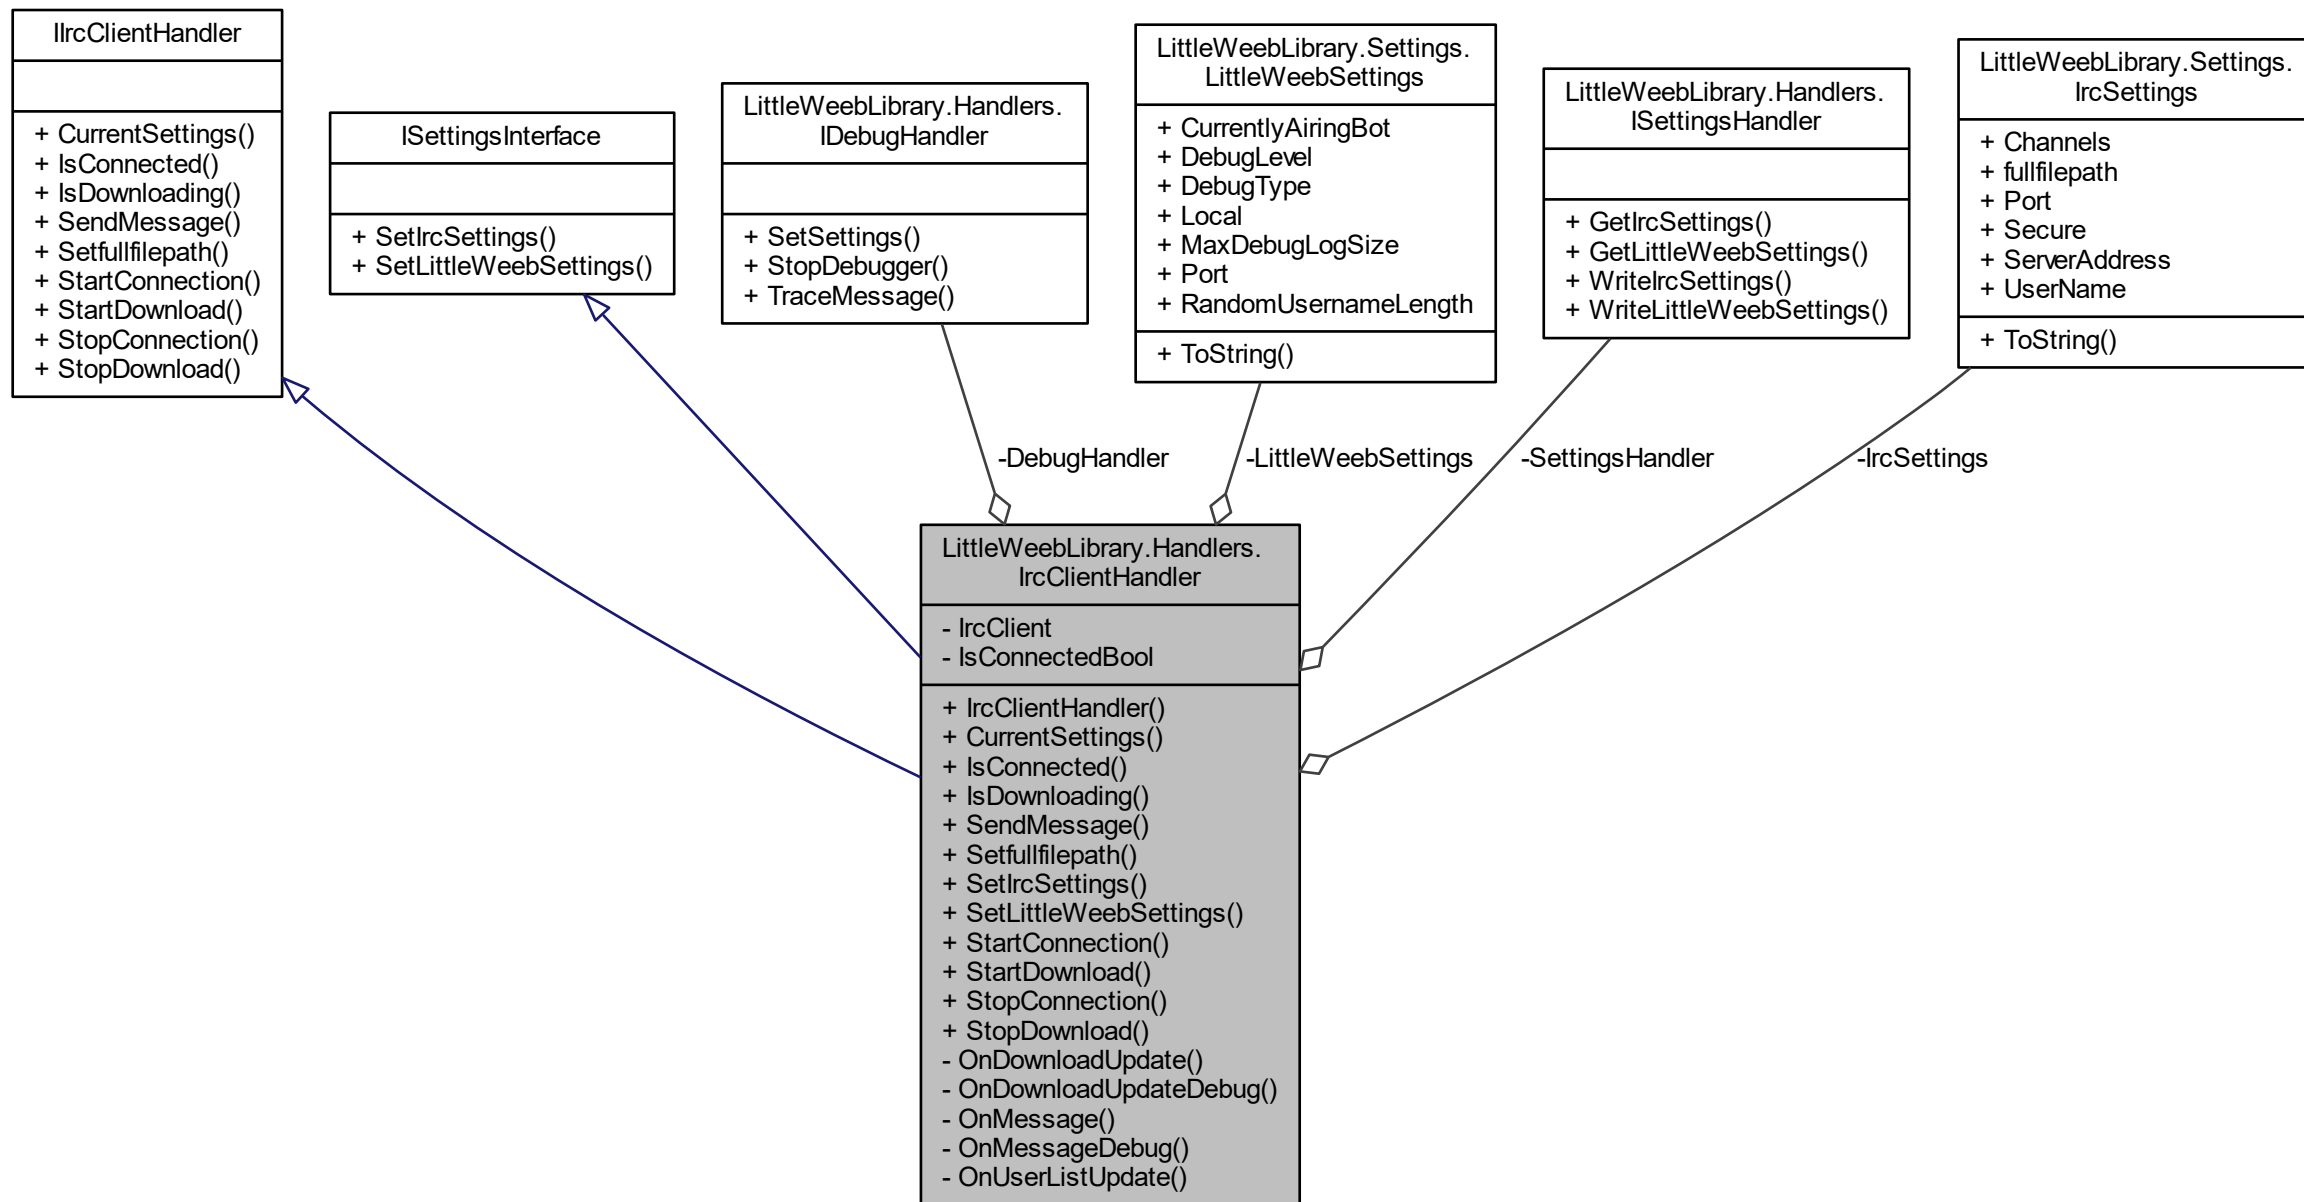 IIrcClientHandler
+ CurrentSettings()
+ IsConnected()
+ IsDownloading()
+ SendMessage()
+ Setfullfilepath()
+ StartConnection()
+ StartDownload()
+ StopConnection()
+ StopDownload()
ISettingsInterface
+ SetIrcSettings()
+ SetLittleWeebSettings()
LittleWeebLibrary.Handlers.
IDebugHandler
+ SetSettings()
+ StopDebugger()
+ TraceMessage()
LittleWeebLibrary.Settings.
LittleWeebSettings
+ CurrentlyAiringBot
+ DebugLevel
+ DebugType
+ Local
+ MaxDebugLogSize
+ Port
+ RandomUsernameLength
+ ToString()
LittleWeebLibrary.Handlers.
ISettingsHandler
+ GetIrcSettings()
+ GetLittleWeebSettings()
+ WriteIrcSettings()
+ WriteLittleWeebSettings()
LittleWeebLibrary.Settings.
IrcSettings
+ Channels
+ fullfilepath
+ Port
+ Secure
+ ServerAddress
+ UserName
+ ToString()
-DebugHandler
-LittleWeebSettings
-SettingsHandler
-IrcSettings
LittleWeebLibrary.Handlers.
IrcClientHandler
- IrcClient
- IsConnectedBool
+ IrcClientHandler()
+ CurrentSettings()
+ IsConnected()
+ IsDownloading()
+ SendMessage()
+ Setfullfilepath()
+ SetIrcSettings()
+ SetLittleWeebSettings()
+ StartConnection()
+ StartDownload()
+ StopConnection()
+ StopDownload()
- OnDownloadUpdate()
- OnDownloadUpdateDebug()
- OnMessage()
- OnMessageDebug()
- OnUserListUpdate()